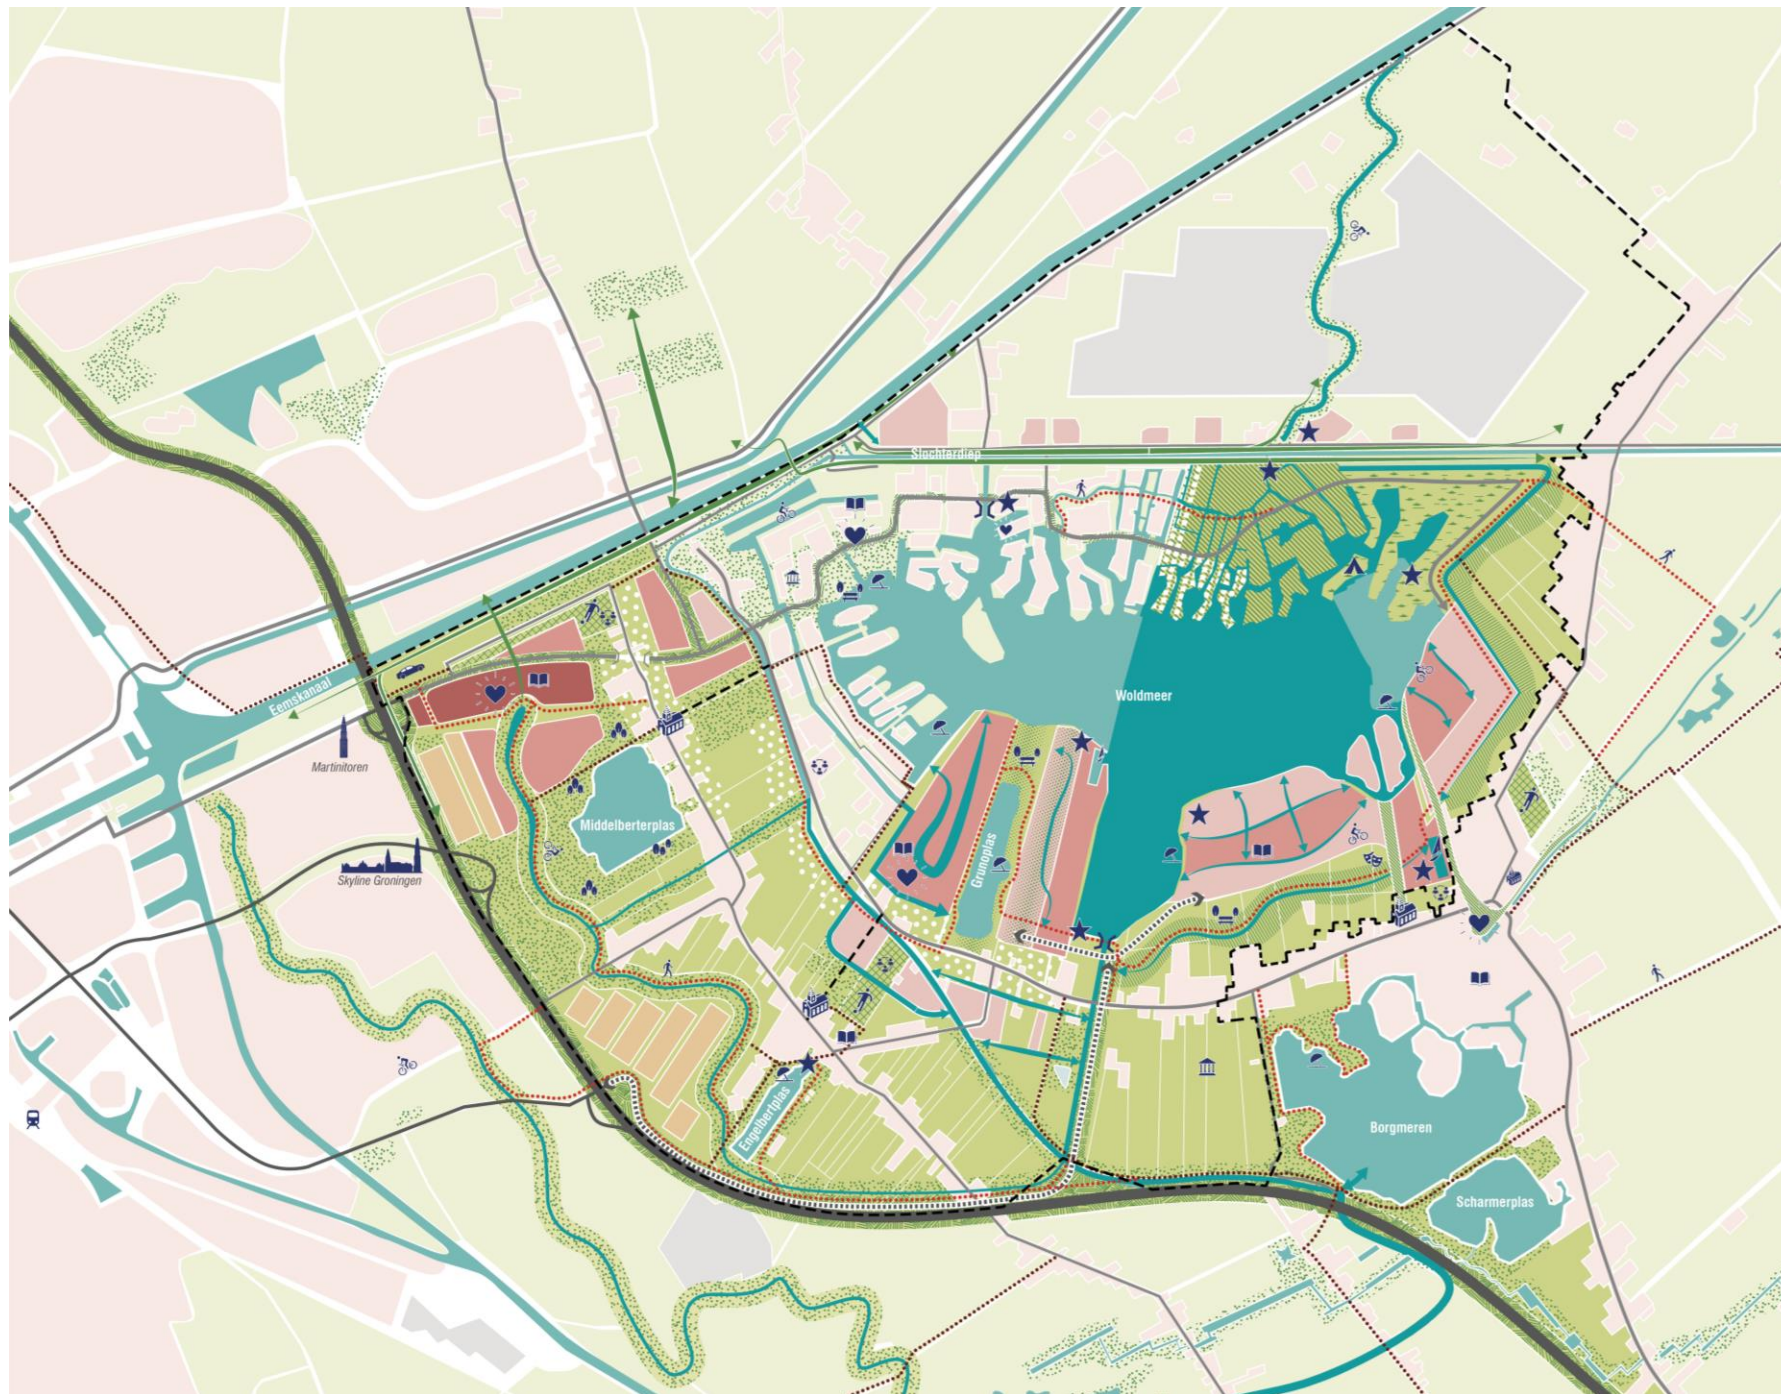 Slochterdiep
Eemskanaal
Woldmeer
Martinitoren
Middelberterplas
Grunoplas
Skyline Groningen
Engelbertplas
Borgmeren
Scharmerplas